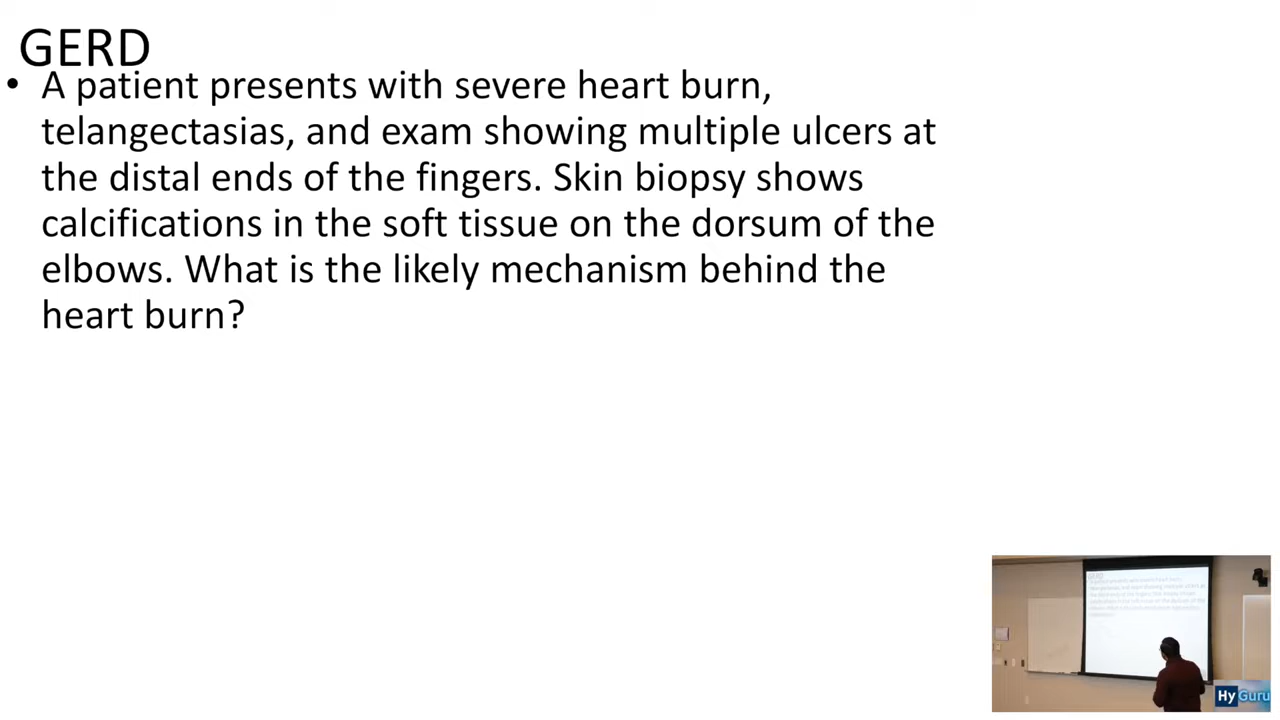 GERD
• A patient presents with severe heart burn,
telangectasias, and exam showing multiple ulcers at
the distal ends of the fingers. Skin biopsy shows
calcifications in the soft tissue on the dorsum of the
elbows. What is the likely mechanism behind the
heart burn?
GERD
HyGuru